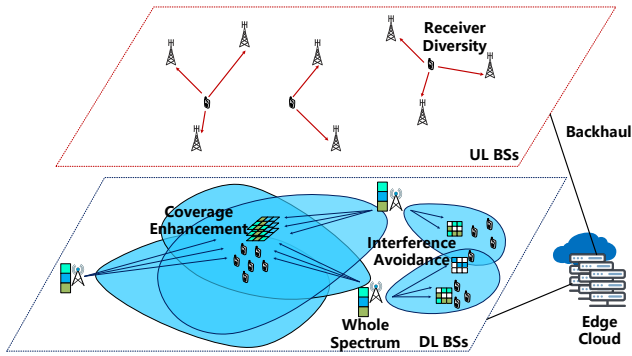 Receiver
Diversity
UL BSs
Backhaul
Coverage
Enhancement
Interference
Avoidance
Whole
Spectrum
DL BSs
Edge
Cloud